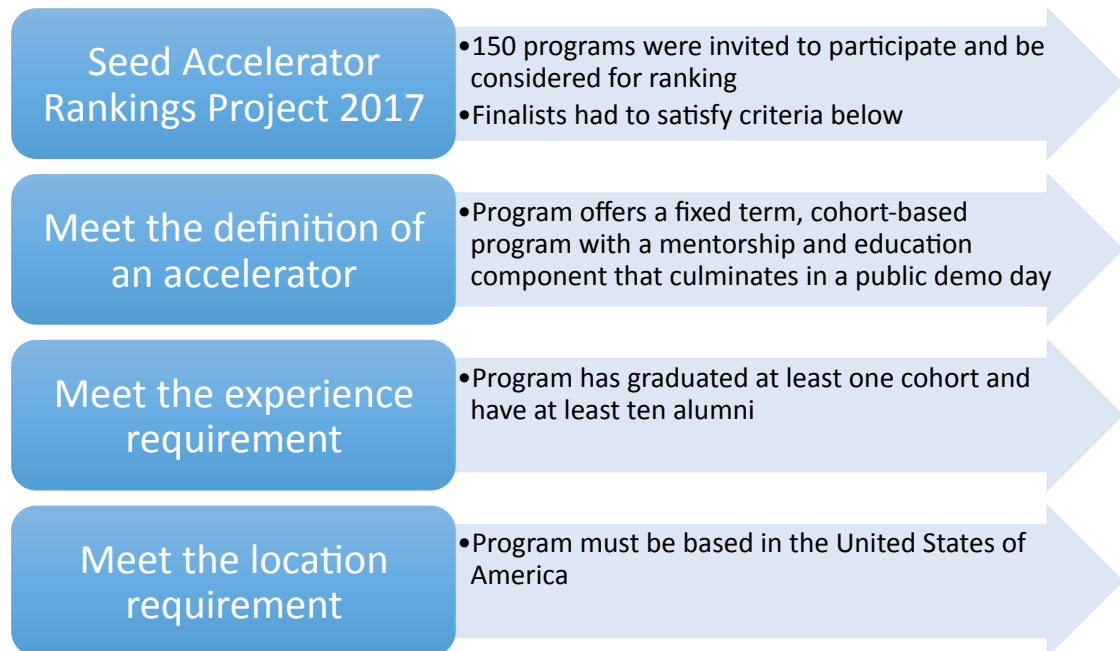 Seed Accelerator
Rankings Project 2017
•150 programs were invited to participate and be
considered for ranking
•Finalists had to satisfy criteria below
Meet the definition of
an accelerator
•Program offers a fixed term, cohort-based
program with a mentorship and education
component that culminates in a public demo day
Meet the experience
requirement
•Program has graduated at least one cohort and
have at least ten alumni
Meet the location
requirement
•Program must be based in the United States of
America